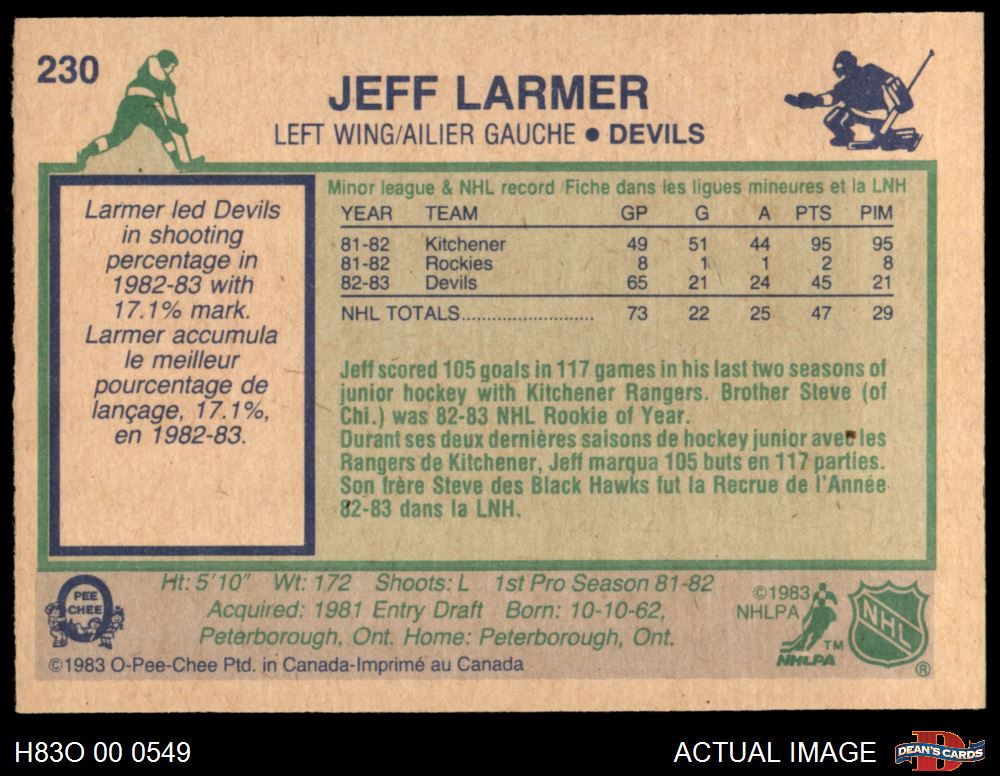 230
JEFF LARMER
LEFT WING/AILIER GAUCHE • DEVILS
Larmer led Devils
in shooting
percentage in
1982-83 with
17.1% mark.
Larmer accumula
le meilleur
pourcentage de
lançage, 17.1%,
en 1982-83.
Minor league & NHL record /Fiche dans les ligues mineures et la LNH
YEAR TEAM GP G A PTS PIM
81-82 Kitchener 49 51 44 95 95
81-82 Rockies 8 1 1 2 8
82-83 Devils 65 21 24 45 21
NHL TOTALS.......................... 73 22 25 47 29
Jeff scored 105 goals in 117 games in his last two seasons of
junior hockey with Kitchener Rangers. Brother Steve (of
Chi.) was 82-83 NHL Rookie of Year.
Durant ses deux dernières saisons de hockey junior avec les
Rangers de Kitchener, Jeff marqua 105 buts en 117 parties.
Son frère Steve des Black Hawks fut la Recrue de l'Année
82-83 dans la LNH.
O PEE CHEE
Ht: 5'10" Wt: 172 Shoots: L 1st Pro Season 81-82
Acquired: 1981 Entry Draft Born: 10-10-62,
Peterborough, Ont. Home: Peterborough, Ont.
©1983 O-Pee-Chee Ptd. in Canada-Imprimé au Canada
©1983
NHLPA
TM
NHLPA
NHL
®
H83O 00 0549
ACTUAL IMAGE
DEAN'S CARDS